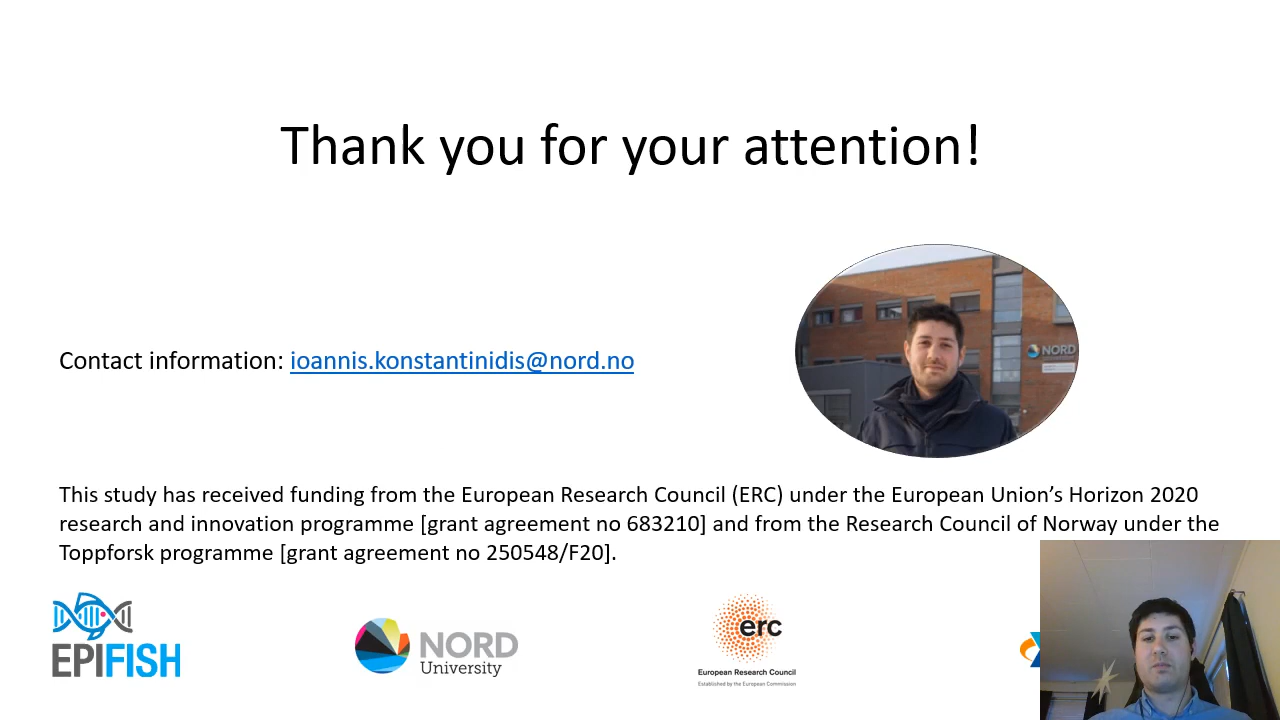 Thank you for your attention!
NORD
Contact information: ioannis.konstantinidis@nord.no
This study has received funding from the European Research Council (ERC) under the European Union’s Horizon 2020
research and innovation programme [grant agreement no 683210] and from the Research Council of Norway under the
Toppforsk programme [grant agreement no 250548/F20].
EPIFISH
NORD
University
erc
European Research Council
Established by the European Commission